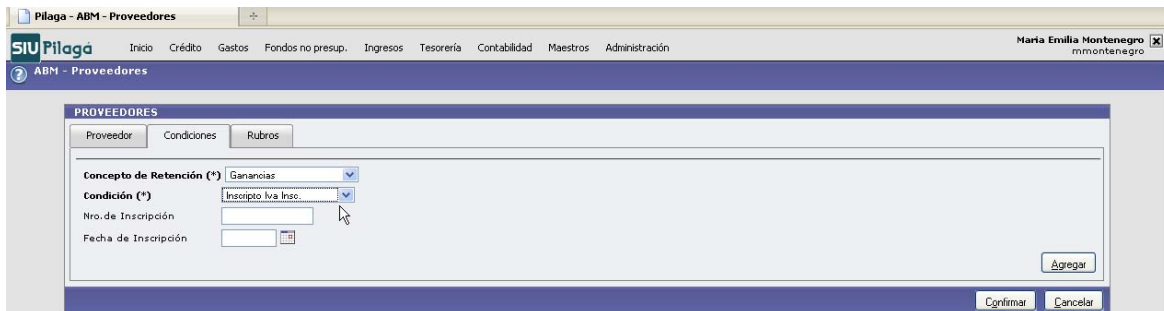 Pilaga - ABM - Proveedores
SIU Pilagá Inicio Crédito Gastos Fondos no presup. Ingresos Tesorería Contabilidad Maestros Administración Maria Emilia Montenegro
mmontenegro
ABM - Proveedores
PROVEEDORES
Proveedor Condiciones Rubros
Concepto de Retención (*) Ganancias
Condición (*) Inscripto Iva Insc.
Nro.de Inscripción
Fecha de Inscripción
Agregar
Confirmar Cancelar